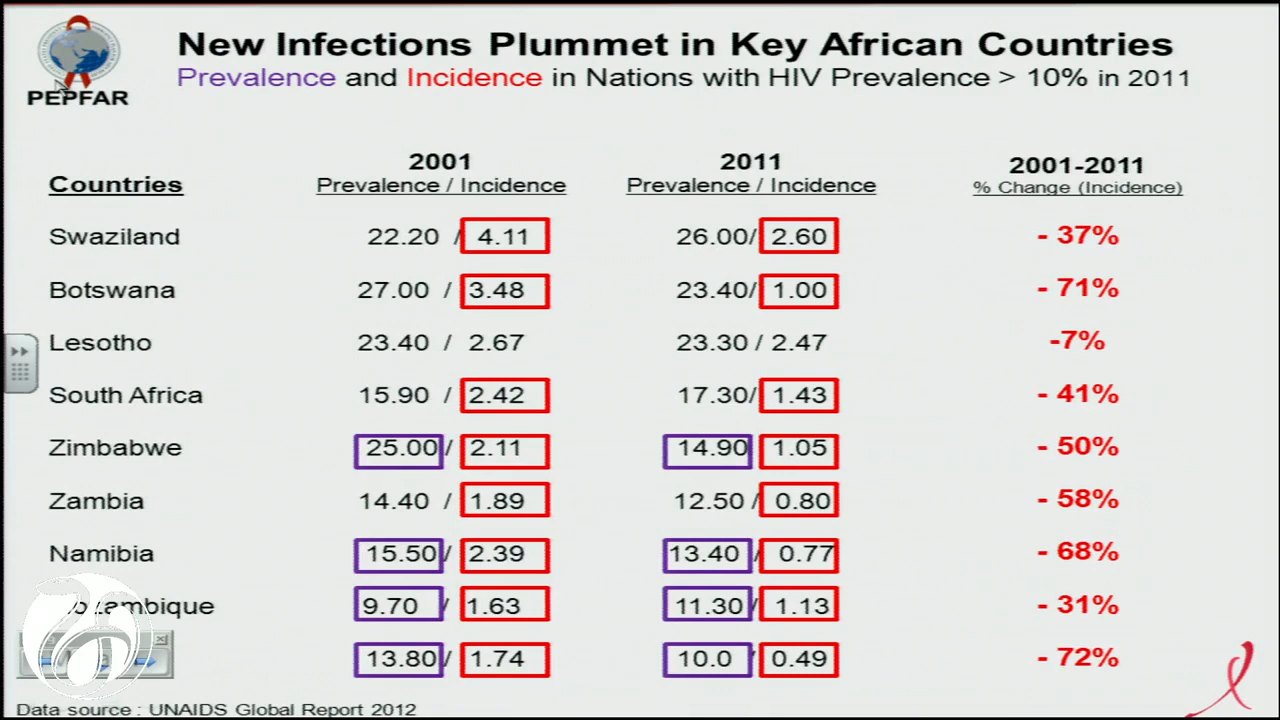 New Infections Plummet in Key African Countries
Prevalence and Incidence in Nations with HIV Prevalence > 10% in 2011
PEPFAR
2001 2011 2001-2011
Countries Prevalence / Incidence Prevalence / Incidence % Change (Incidence)
Swaziland 22.20 / 4.11 26.00/ 2.60 - 37%
Botswana 27.00 / 3.48 23.40/ 1.00 - 71%
Lesotho 23.40 / 2.67 23.30 / 2.47 -7%
South Africa 15.90 / 2.42 17.30/ 1.43 - 41%
Zimbabwe 25.00/ 2.11 14.90 1.05 - 50%
Zambia 14.40 / 1.89 12.50 / 0.80 - 58%
Namibia 15.50/ 2.39 13.40 / 0.77 - 68%
9.70 / 1.63 11.30/ 1.13 - 31%
13.80/ 1.74 10.0 / 0.49 - 72%
Data source : UNAIDS Global Report 2012